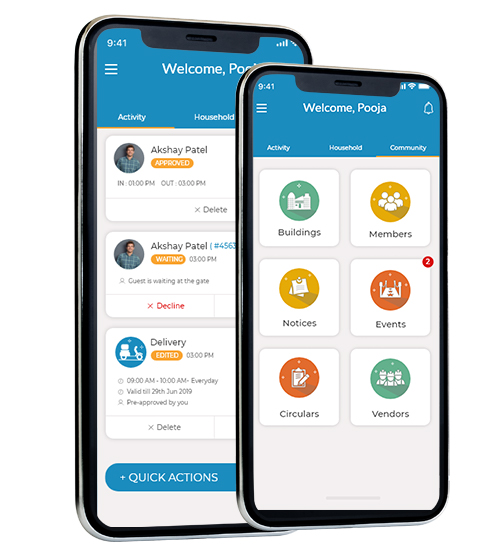 9:41
Welcome, Poo
Activity
Household
Akshay Patel
APPROVED
IN : 01:00 PM OUT : 03:00 PM
× Delete
Akshay Patel ( #4563
WAITING 03:00 PM
Guest is waiting at the gate
× Decline
Delivery
EDITED 03:00 PM
09:00 AM - 10:00 AM- Everyday
Valid till 29th Jun 2019
Pre-approved by you
× Delete
+ QUICK ACTIONS
9:41
Welcome, Pooja
Activity
Household
Community
Buildings
Members
Notices
2
Events
Circulars
Vendors